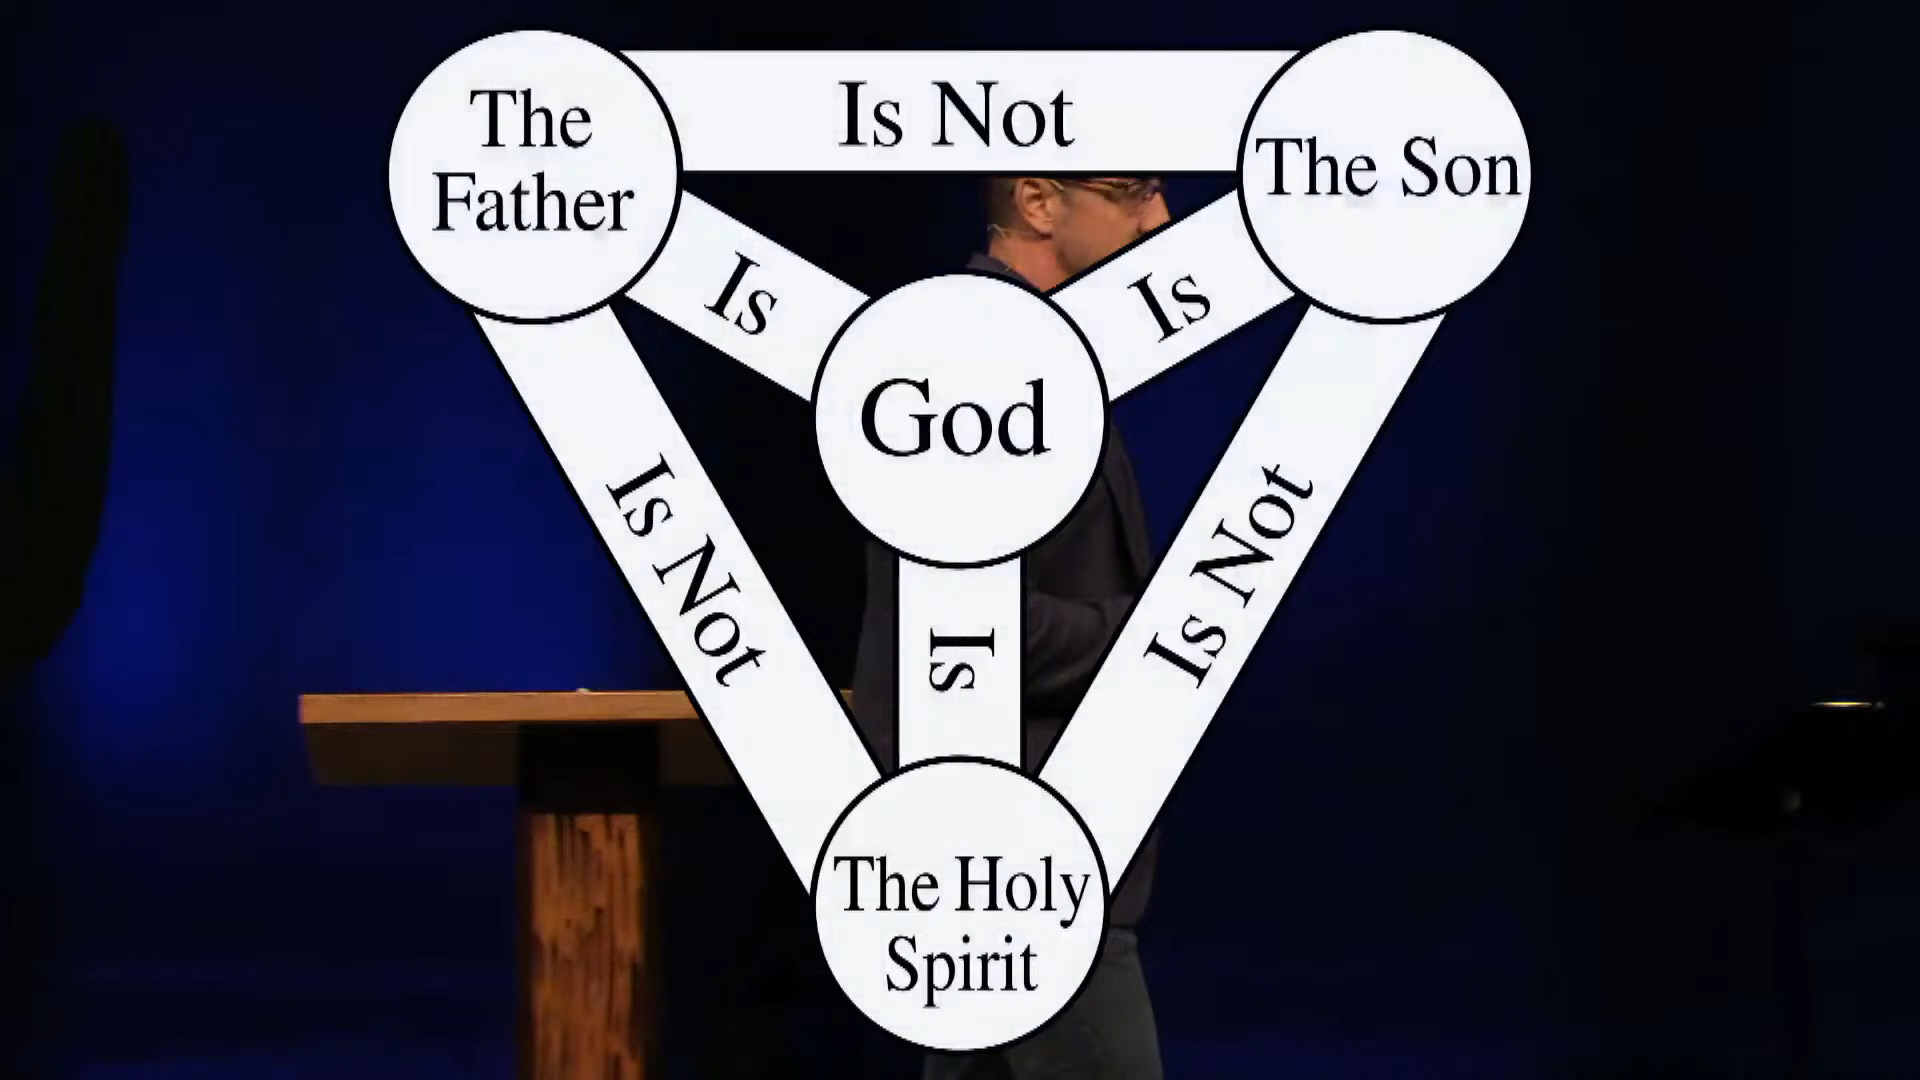 The
Father
Is Not
The Son
Is
Is
God
Is Not
Is
Is Not
The Holy
Spirit